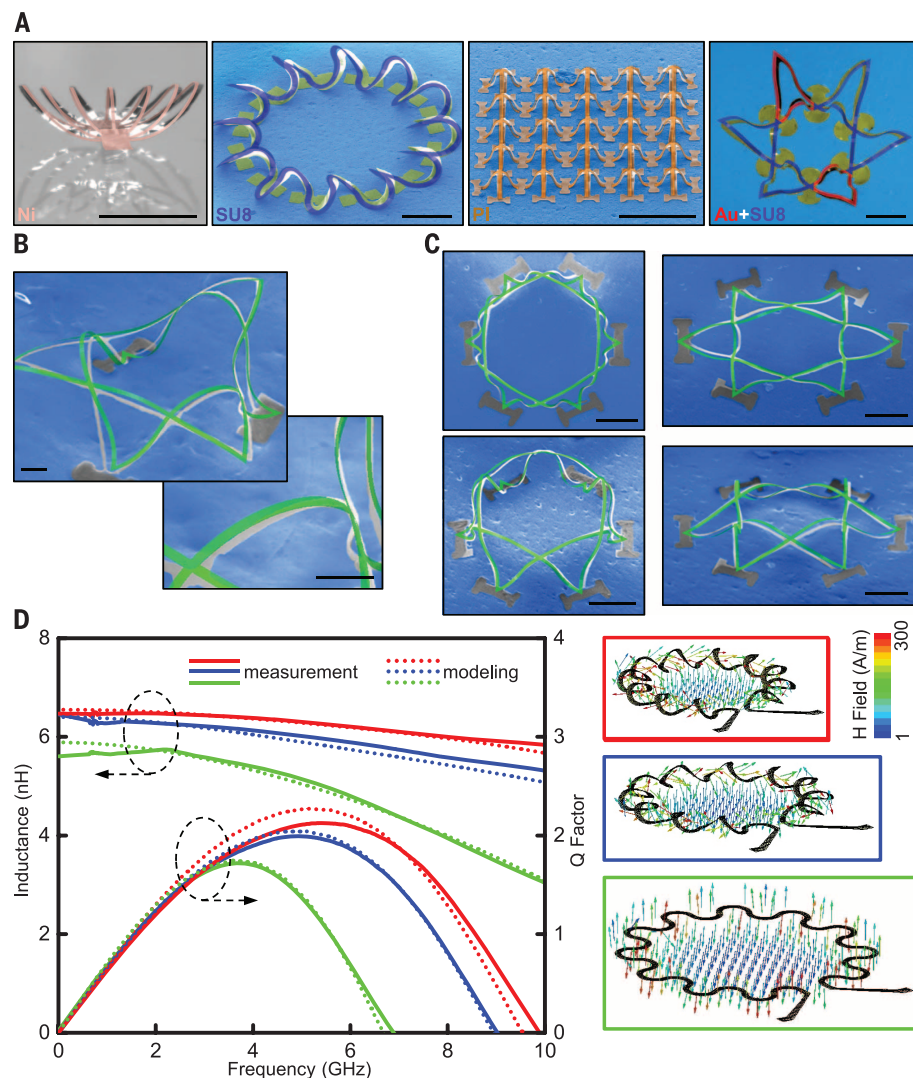 A
Ni
SU8
PI
Au+SU8
B
C
D
8
6
4
2
0
Inductance (nH)
measurement
modeling
4
3
2
1
0
Q Factor
0
2
4
6
8
10
Frequency (GHz)
H Field (A/m)
1
300